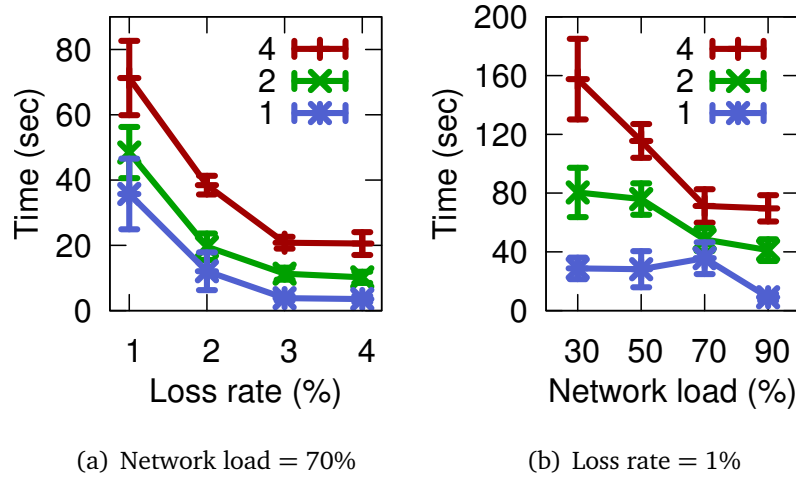 80
60
40
20
0
Time (sec)
4
2
1
1 2 3 4
Loss rate (%)
(a) Network load = 70%
200
160
120
80
40
0
Time (sec)
4
2
1
30 50 70 90
Network load (%)
(b) Loss rate = 1%